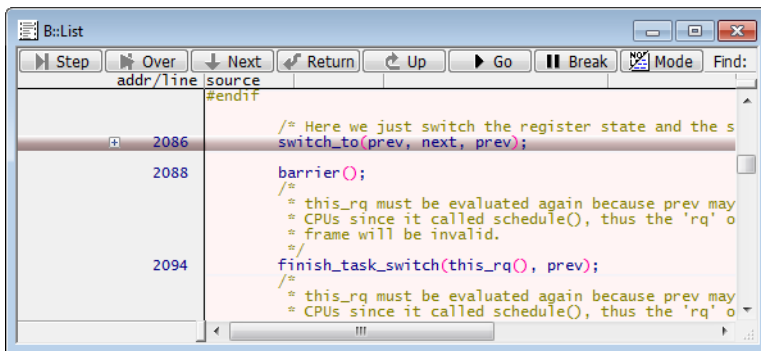 B::List
Step Over Next Return Up Go Break Mode Find:
addr/line source
#endif
/* Here we just switch the register state and the s
2086 switch_to(prev, next, prev);
2088 barrier();
/*
* this_rq must be evaluated again because prev may
* CPUs since it called schedule(), thus the 'rq' o
* frame will be invalid.
*/
2094 finish_task_switch(this_rq(), prev);
/*
* this_rq must be evaluated again because prev may
* CPUs since it called schedule(), thus the 'rq' o